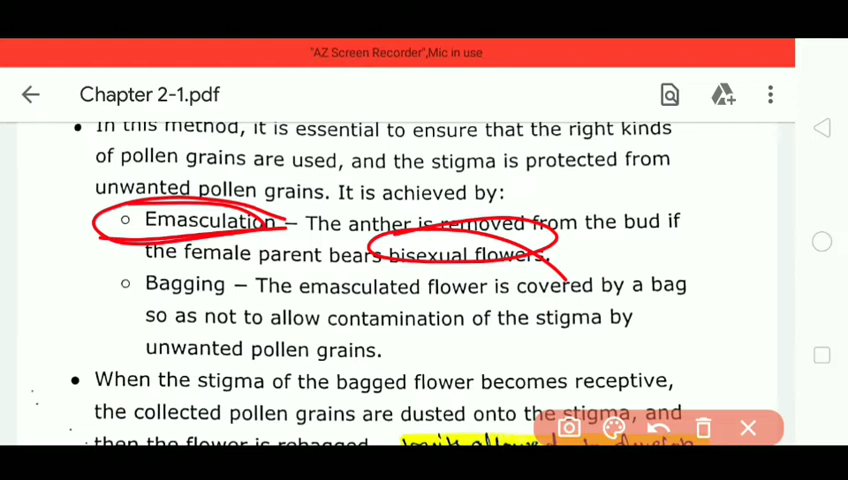 "AZ Screen Recorder",Mic in use
Chapter 2-1.pdf
• In this method, it is essential to ensure that the right kinds
of pollen grains are used, and the stigma is protected from
unwanted pollen grains. It is achieved by:
○ Emasculation – The anther is removed from the bud if
the female parent bears bisexual flowers.
○ Bagging – The emasculated flower is covered by a bag
so as not to allow contamination of the stigma by
unwanted pollen grains.
• When the stigma of the bagged flower becomes receptive,
the collected pollen grains are dusted onto the stigma, and
then the flower is rebagged